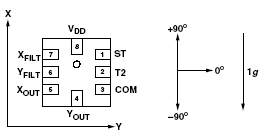 X
V_DD
+90°
8
X_FILT 7 1 ST
Y_FILT 6 2 T2
0°
1g
X_OUT 5 3 COM
4
Y_OUT
Y
−90°